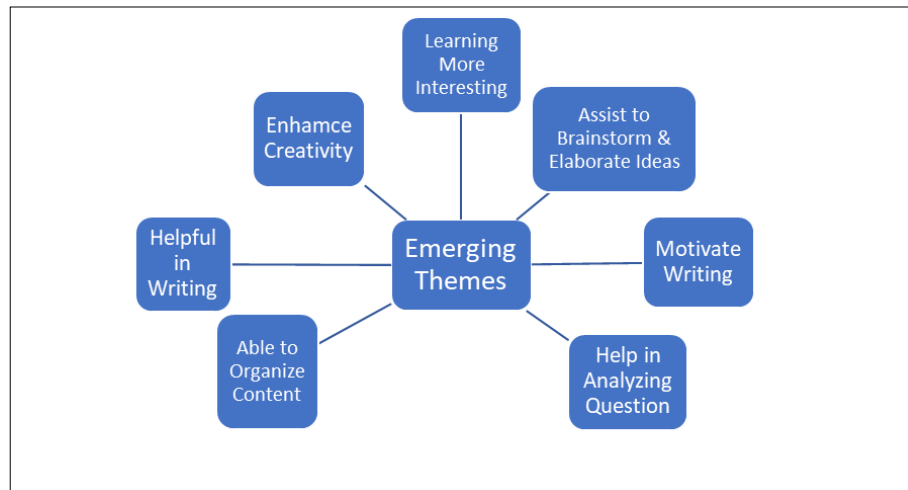 Learning
More
Interesting
Enhamce
Creativity
Assist to
Brainstorm &
Elaborate Ideas
Helpful
in
Writing
Emerging
Themes
Motivate
Writing
Able to
Organize
Content
Help in
Analyzing
Question